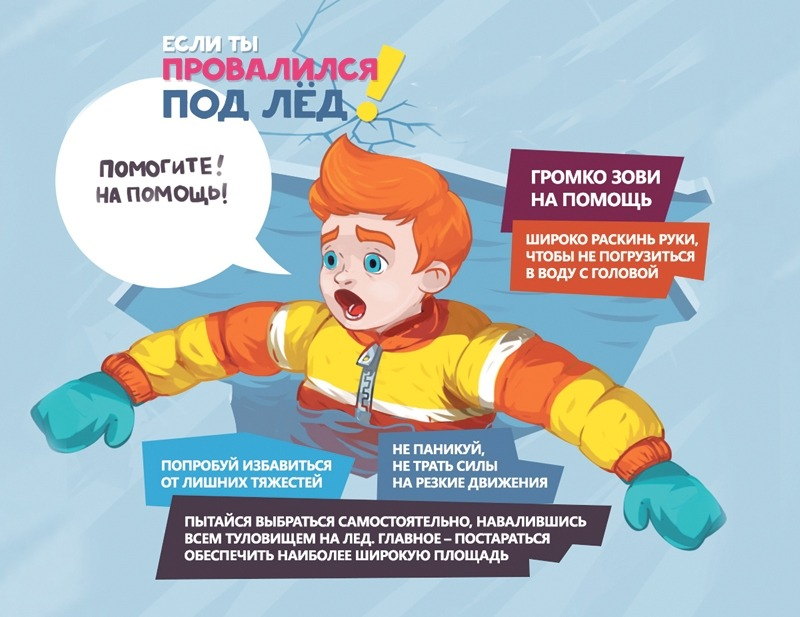 ЕСЛИ ТЫ
ПРОВАЛИЛСЯ
ПОД ЛЁД!
ПОМОГИТЕ!
НА ПОМОЩЬ!
ГРОМКО ЗОВИ
НА ПОМОЩЬ
ШИРОКО РАСКИНЬ РУКИ,
ЧТОБЫ НЕ ПОГРУЗИТЬСЯ
В ВОДУ С ГОЛОВОЙ
ПОПРОБУЙ ИЗБАВИТЬСЯ
ОТ ЛИШНИХ ТЯЖЕСТЕЙ
НЕ ПАНИКУЙ,
НЕ ТРАТЬ СИЛЫ
НА РЕЗКИЕ ДВИЖЕНИЯ
ПЫТАЙСЯ ВЫБРАТЬСЯ САМОСТОЯТЕЛЬНО, НАВАЛИВШИСЬ
ВСЕМ ТУЛОВИЩЕМ НА ЛЕД. ГЛАВНОЕ – ПОСТАРАТЬСЯ
ОБЕСПЕЧИТЬ НАИБОЛЕЕ ШИРОКУЮ ПЛОЩАДЬ